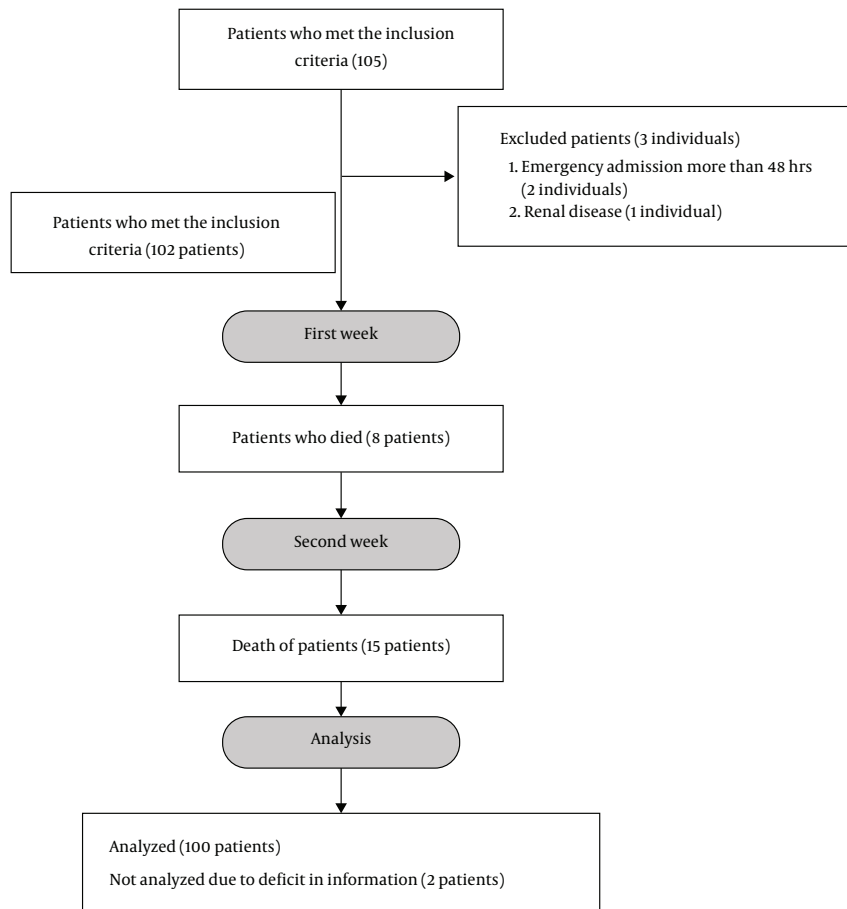 Patients who met the inclusion
criteria (105)
Excluded patients (3 individuals)
1. Emergency admission more than 48 hrs
(2 individuals)
2. Renal disease (1 individual)
Patients who met the inclusion
criteria (102 patients)
First week
Patients who died (8 patients)
Second week
Death of patients (15 patients)
Analysis
Analyzed (100 patients)
Not analyzed due to deficit in information (2 patients)